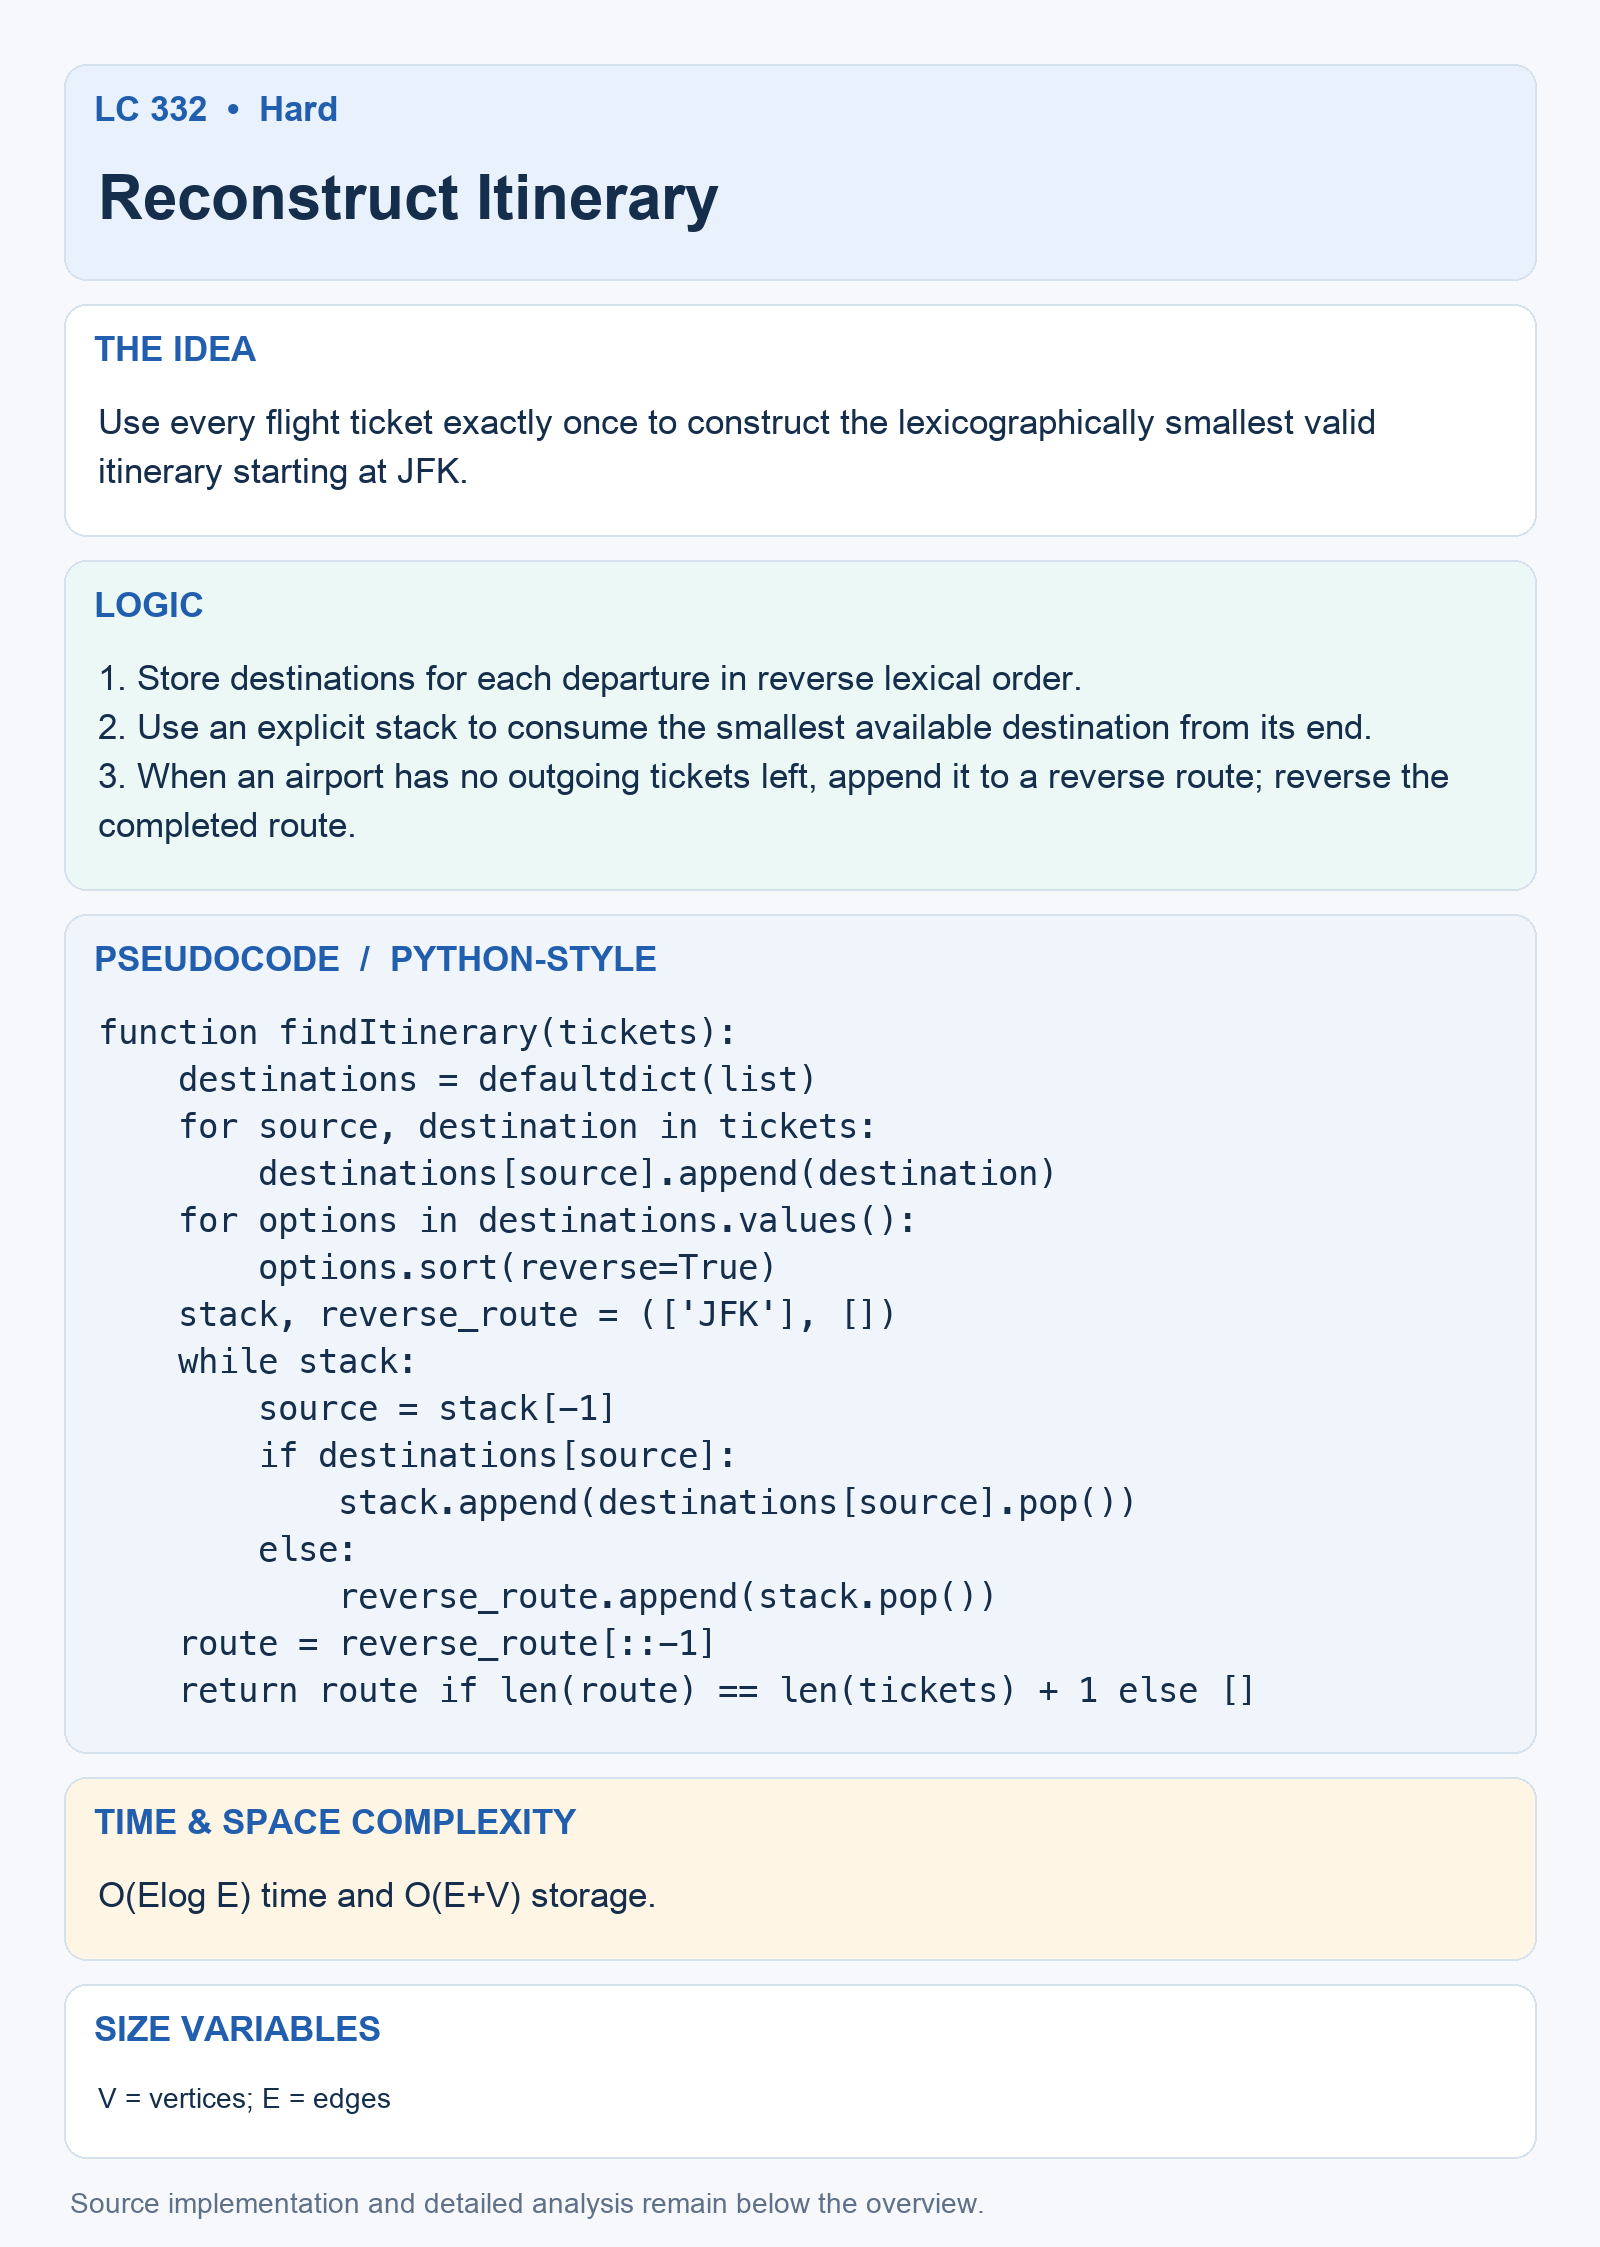 LC 332 • Hard
Reconstruct Itinerary
THE IDEA
Use every flight ticket exactly once to construct the lexicographically smallest valid
itinerary starting at JFK.
LOGIC
1. Store destinations for each departure in reverse lexical order.
2. Use an explicit stack to consume the smallest available destination from its end.
3. When an airport has no outgoing tickets left, append it to a reverse route; reverse the
completed route.
PSEUDOCODE / PYTHON-STYLE
function findItinerary(tickets):
    destinations = defaultdict(list)
    for source, destination in tickets:
        destinations[source].append(destination)
    for options in destinations.values():
        options.sort(reverse=True)
    stack, reverse_route = (['JFK'], [])
    while stack:
        source = stack[−1]
        if destinations[source]:
            stack.append(destinations[source].pop())
        else:
            reverse_route.append(stack.pop())
    route = reverse_route[::−1]
    return route if len(route) == len(tickets) + 1 else []
TIME & SPACE COMPLEXITY
O(Elog E) time and O(E+V) storage.
SIZE VARIABLES
V = vertices; E = edges
Source implementation and detailed analysis remain below the overview.